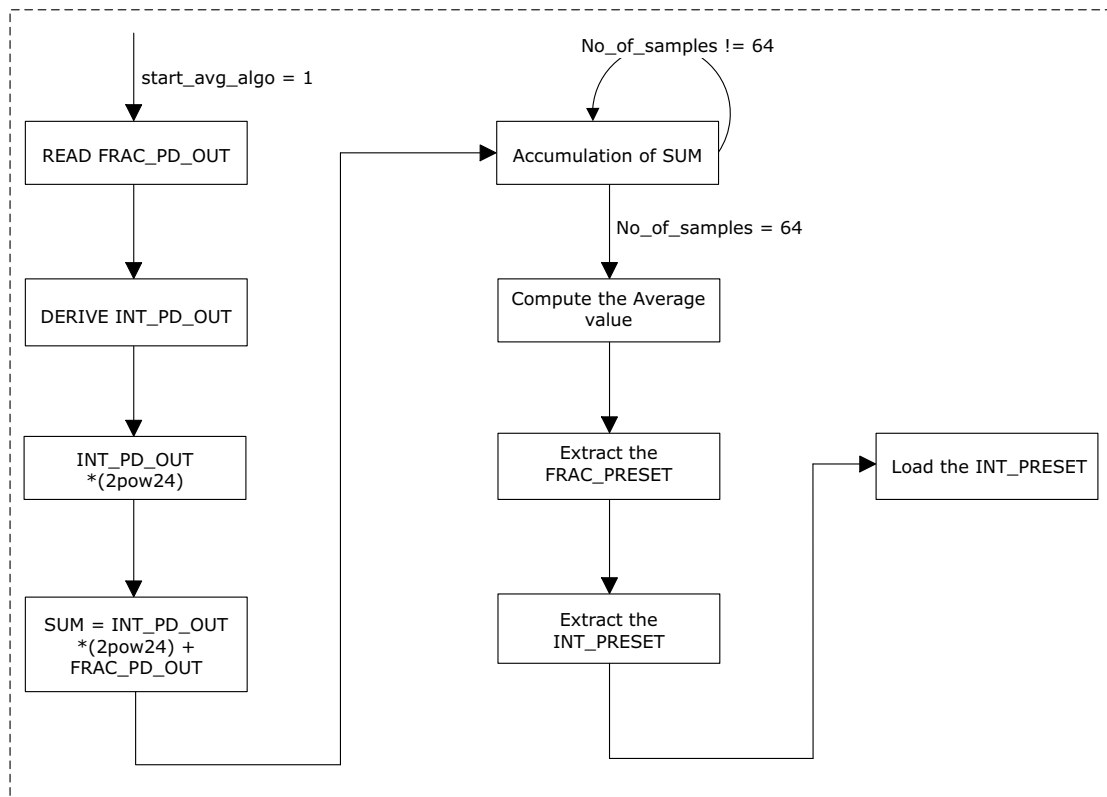 start_avg_algo = 1
READ FRAC_PD_OUT
DERIVE INT_PD_OUT
INT_PD_OUT
*(2pow24)
SUM = INT_PD_OUT
*(2pow24) +
FRAC_PD_OUT
No_of_samples != 64
Accumulation of SUM
No_of_samples = 64
Compute the Average
value
Extract the
FRAC_PRESET
Extract the
INT_PRESET
Load the INT_PRESET